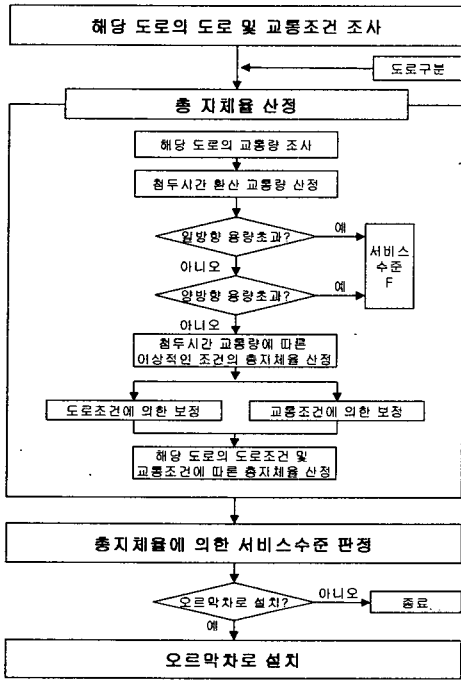 해당 도로의 도로 및 교통조건 조사
도로구분
총 자체율 산정
해당 도로의 교통량 조사
첨두시간 환산 교통량 산정
일방향 용량초과?
예
서비스
수준
F
아니오
양방향 용량초과?
예
아니오
첨두시간 교통량에 따른
이상적인 조건의 총지체율 산정
도로조건에 의한 보정
교통조건에 의한 보정
해당 도로의 도로조건 및
교통조건에 따른 총지체율 산정
총지체율에 의한 서비스수준 판정
오르막차로 설치?
아니오
종료
예
오르막차로 설치